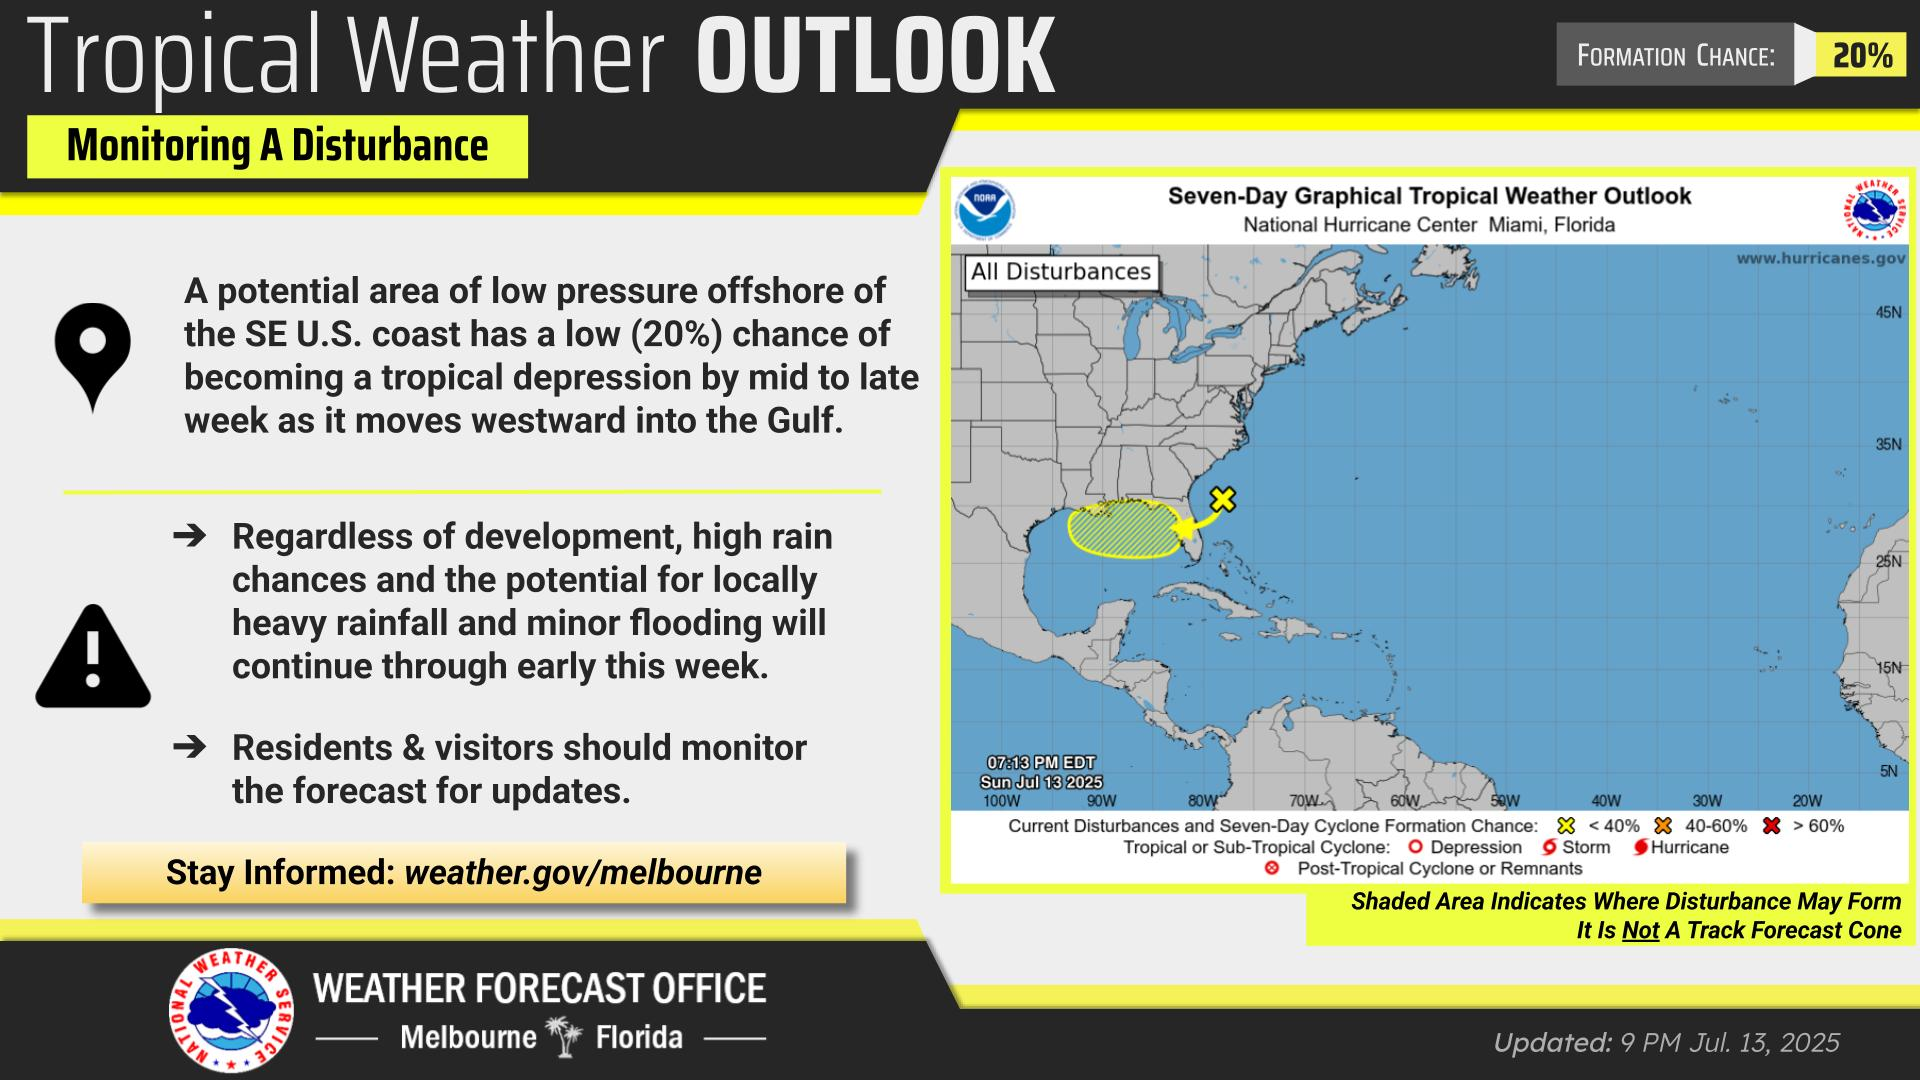 Tropical Weather OUTLOOK
FORMATION CHANCE: 20%
Monitoring A Disturbance
A potential area of low pressure offshore of
the SE U.S. coast has a low (20%) chance of
becoming a tropical depression by mid to late
week as it moves westward into the Gulf.
➔ Regardless of development, high rain
chances and the potential for locally
heavy rainfall and minor flooding will
continue through early this week.
➔ Residents & visitors should monitor
the forecast for updates.
Stay Informed: weather.gov/melbourne
NOAA
Seven-Day Graphical Tropical Weather Outlook
National Hurricane Center Miami, Florida
NATIONAL WEATHER SERVICE
All Disturbances
www.hurricanes.gov
45N
35N
25N
15N
5N
07:13 PM EDT
Sun Jul 13 2025
100W 90W 80W 70W 60W 50W 40W 30W 20W
Current Disturbances and Seven-Day Cyclone Formation Chance: < 40% 40-60% > 60%
Tropical or Sub-Tropical Cyclone: Depression Storm Hurricane
Post-Tropical Cyclone or Remnants
Shaded Area Indicates Where Disturbance May Form
It Is Not A Track Forecast Cone
NATIONAL WEATHER SERVICE
WEATHER FORECAST OFFICE
Melbourne Florida
Updated: 9 PM Jul. 13, 2025